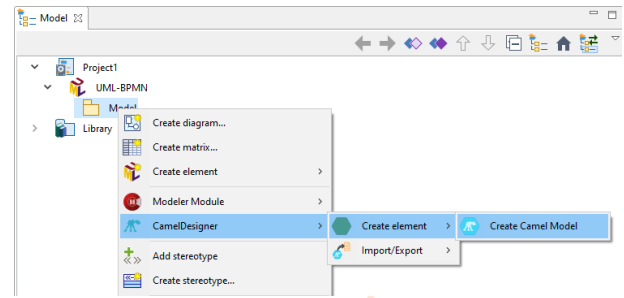 Model
Project1
UML-BPMN
Model
Library
Create diagram...
Create matrix...
Create element
Modeler Module
CamelDesigner
Create element
Create Camel Model
Import/Export
Add stereotype
Create stereotype...